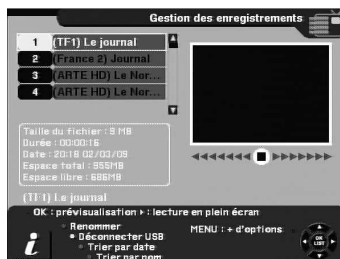 Gestion des enregistrements
1 (TF1) Le journal
2 (France 2) Journal
3 (ARTE HD) Le Nor...
4 (ARTE HD) Le Nor...
Taille du fichier : 9 MB
Durée : 00:00:16
Date : 20:16 02/03/09
Espace total : 955MB
Espace libre : 686MB
(TF1) Le journal
OK : prévisualisation ▶ : lecture en plein écran
Renommer
Déconnecter USB
Trier par date
Trier par nom
MENU : + d'options
i
OK
LIST